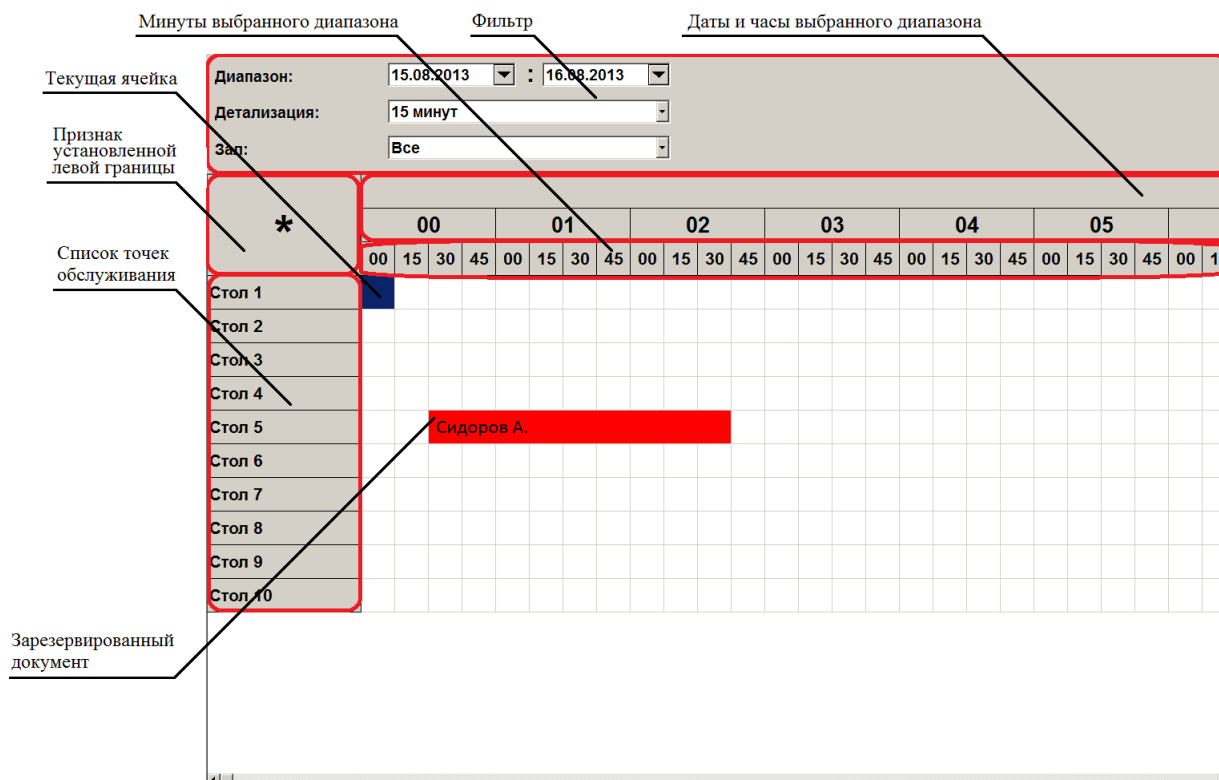 Минуты выбранного диапазона
Фильтр
Даты и часы выбранного диапазона
Текущая ячейка
Признак
установленной
левой границы
Список точек
обслуживания
Зарезервированный
документ
Диапазон: 15.08.2013 : 16.08.2013
Детализация: 15 минут
Зал: Все
* 00 01 02 03 04 05
00 15 30 45 00 15 30 45 00 15 30 45 00 15 30 45 00 15 30 45 00 15 30 45 00 1
Стол 1
Стол 2
Стол 3
Стол 4
Стол 5 Сидоров А.
Стол 6
Стол 7
Стол 8
Стол 9
Стол 10